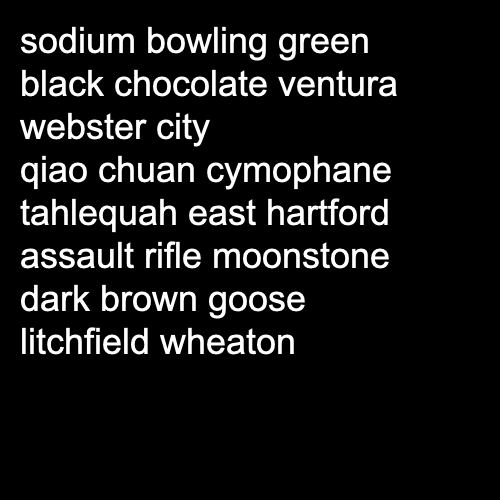 sodium bowling green
black chocolate ventura
webster city
qiao chuan cymophane
tahlequah east hartford
assault rifle moonstone
dark brown goose
litchfield wheaton